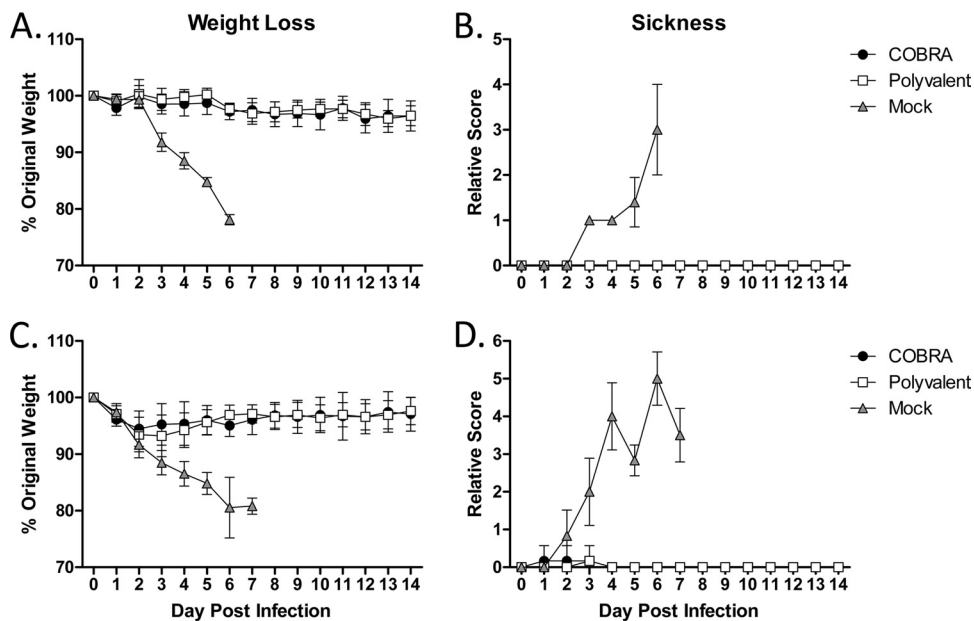 A.
Weight Loss
% Original Weight
110
100
90
80
70
0 1 2 3 4 5 6 7 8 9 10 11 12 13 14
B.
Sickness
Relative Score
5
4
3
2
1
0
0 1 2 3 4 5 6 7 8 9 10 11 12 13 14
COBRA
Polyvalent
Mock
C.
% Original Weight
110
100
90
80
70
0 1 2 3 4 5 6 7 8 9 10 11 12 13 14
Day Post Infection
D.
Relative Score
6
5
4
3
2
1
0
0 1 2 3 4 5 6 7 8 9 10 11 12 13 14
Day Post Infection
COBRA
Polyvalent
Mock